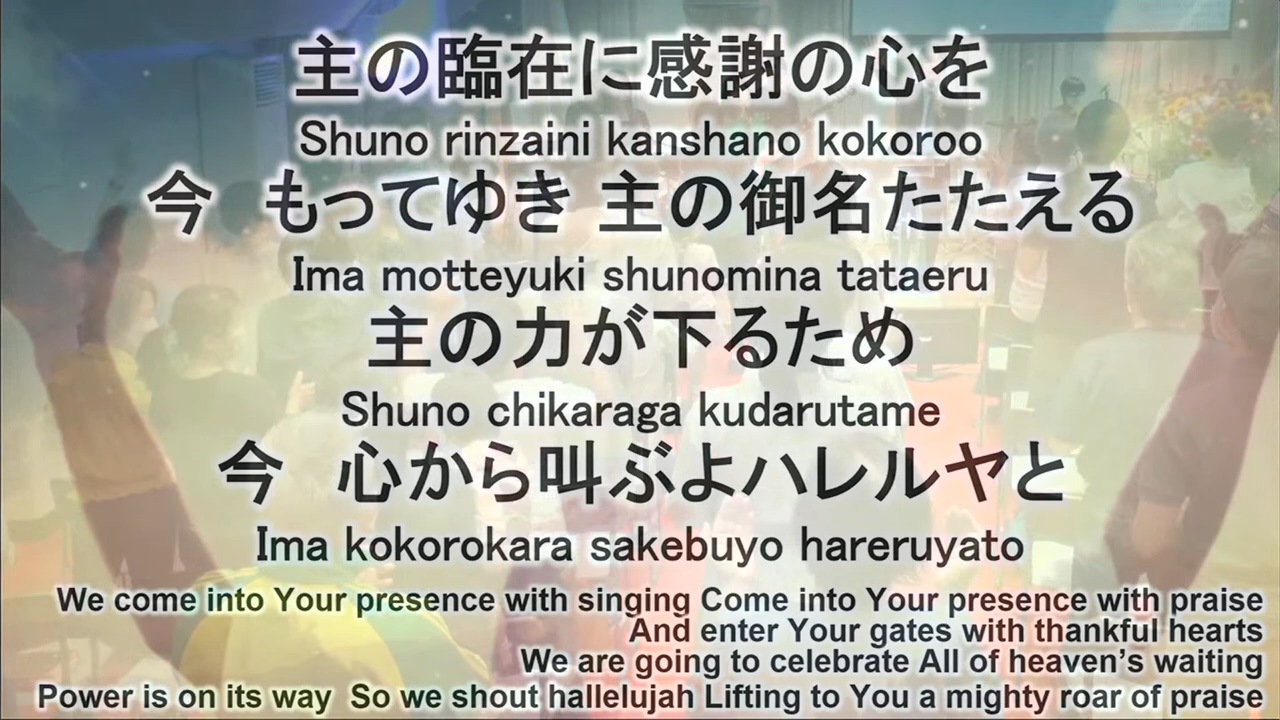 主の臨在に感謝の心を
Shuno rinzaini kanshano kokoroo
今　もってゆき 主の御名たたえる
Ima motteyuki shunomina tataeru
主の力が下るため
Shuno chikaraga kudarutame
今　心から叫ぶよハレルヤと
Ima kokorokara sakebuyo hareruyato
We come into Your presence with singing Come into Your presence with praise
And enter Your gates with thankful hearts
We are going to celebrate All of heaven’s waiting
Power is on its way  So we shout hallelujah Lifting to You a mighty roar of praise